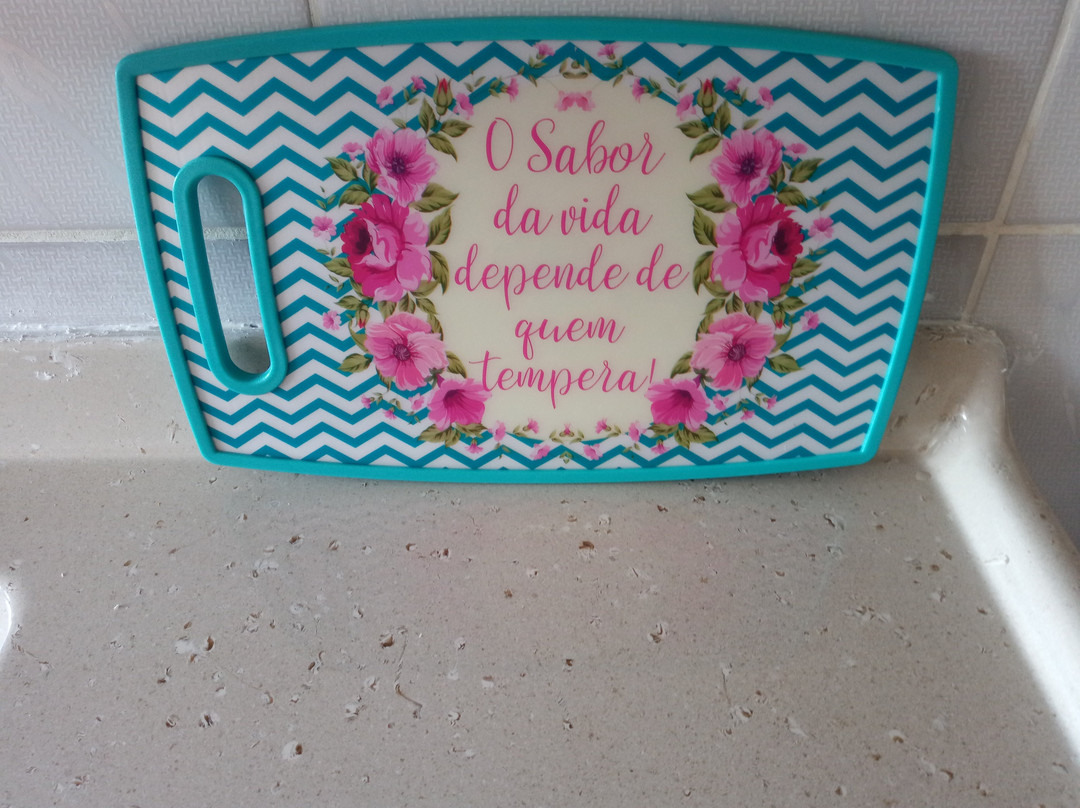 O Sabor
da vida
depende de
quem
tempera!